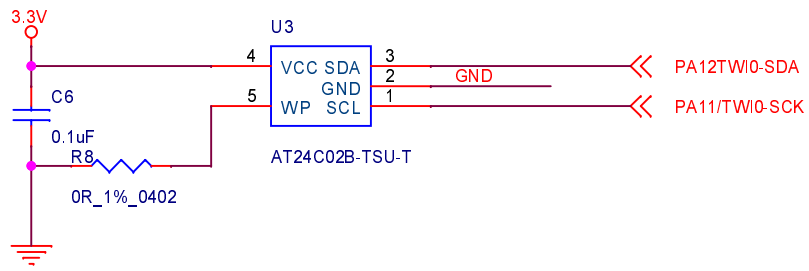 3.3V
U3
4
VCC SDA
3
PA12TWI0-SDA
GND
2
GND
C6
5
WP
SCL
1
PA11/TWI0-SCK
0.1uF
R8
AT24C02B-TSU-T
0R_1%_0402